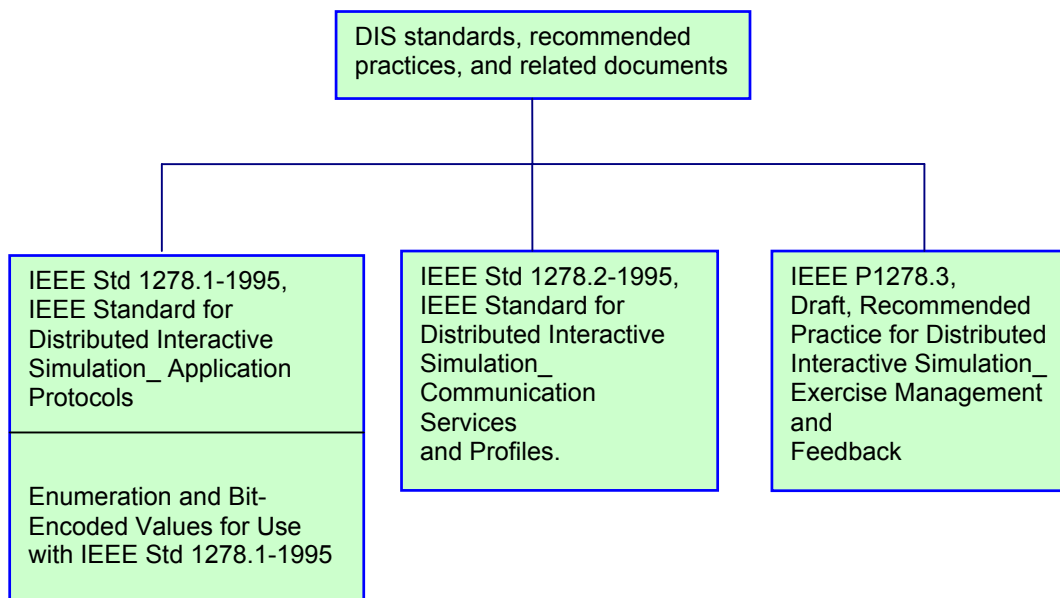 DIS standards, recommended
practices, and related documents
IEEE Std 1278.1-1995,
IEEE Standard for
Distributed Interactive
Simulation_ Application
Protocols
Enumeration and Bit-
Encoded Values for Use
with IEEE Std 1278.1-1995
IEEE Std 1278.2-1995,
IEEE Standard for
Distributed Interactive
Simulation_
Communication
Services
and Profiles.
IEEE P1278.3,
Draft, Recommended
Practice for Distributed
Interactive Simulation_
Exercise Management
and
Feedback